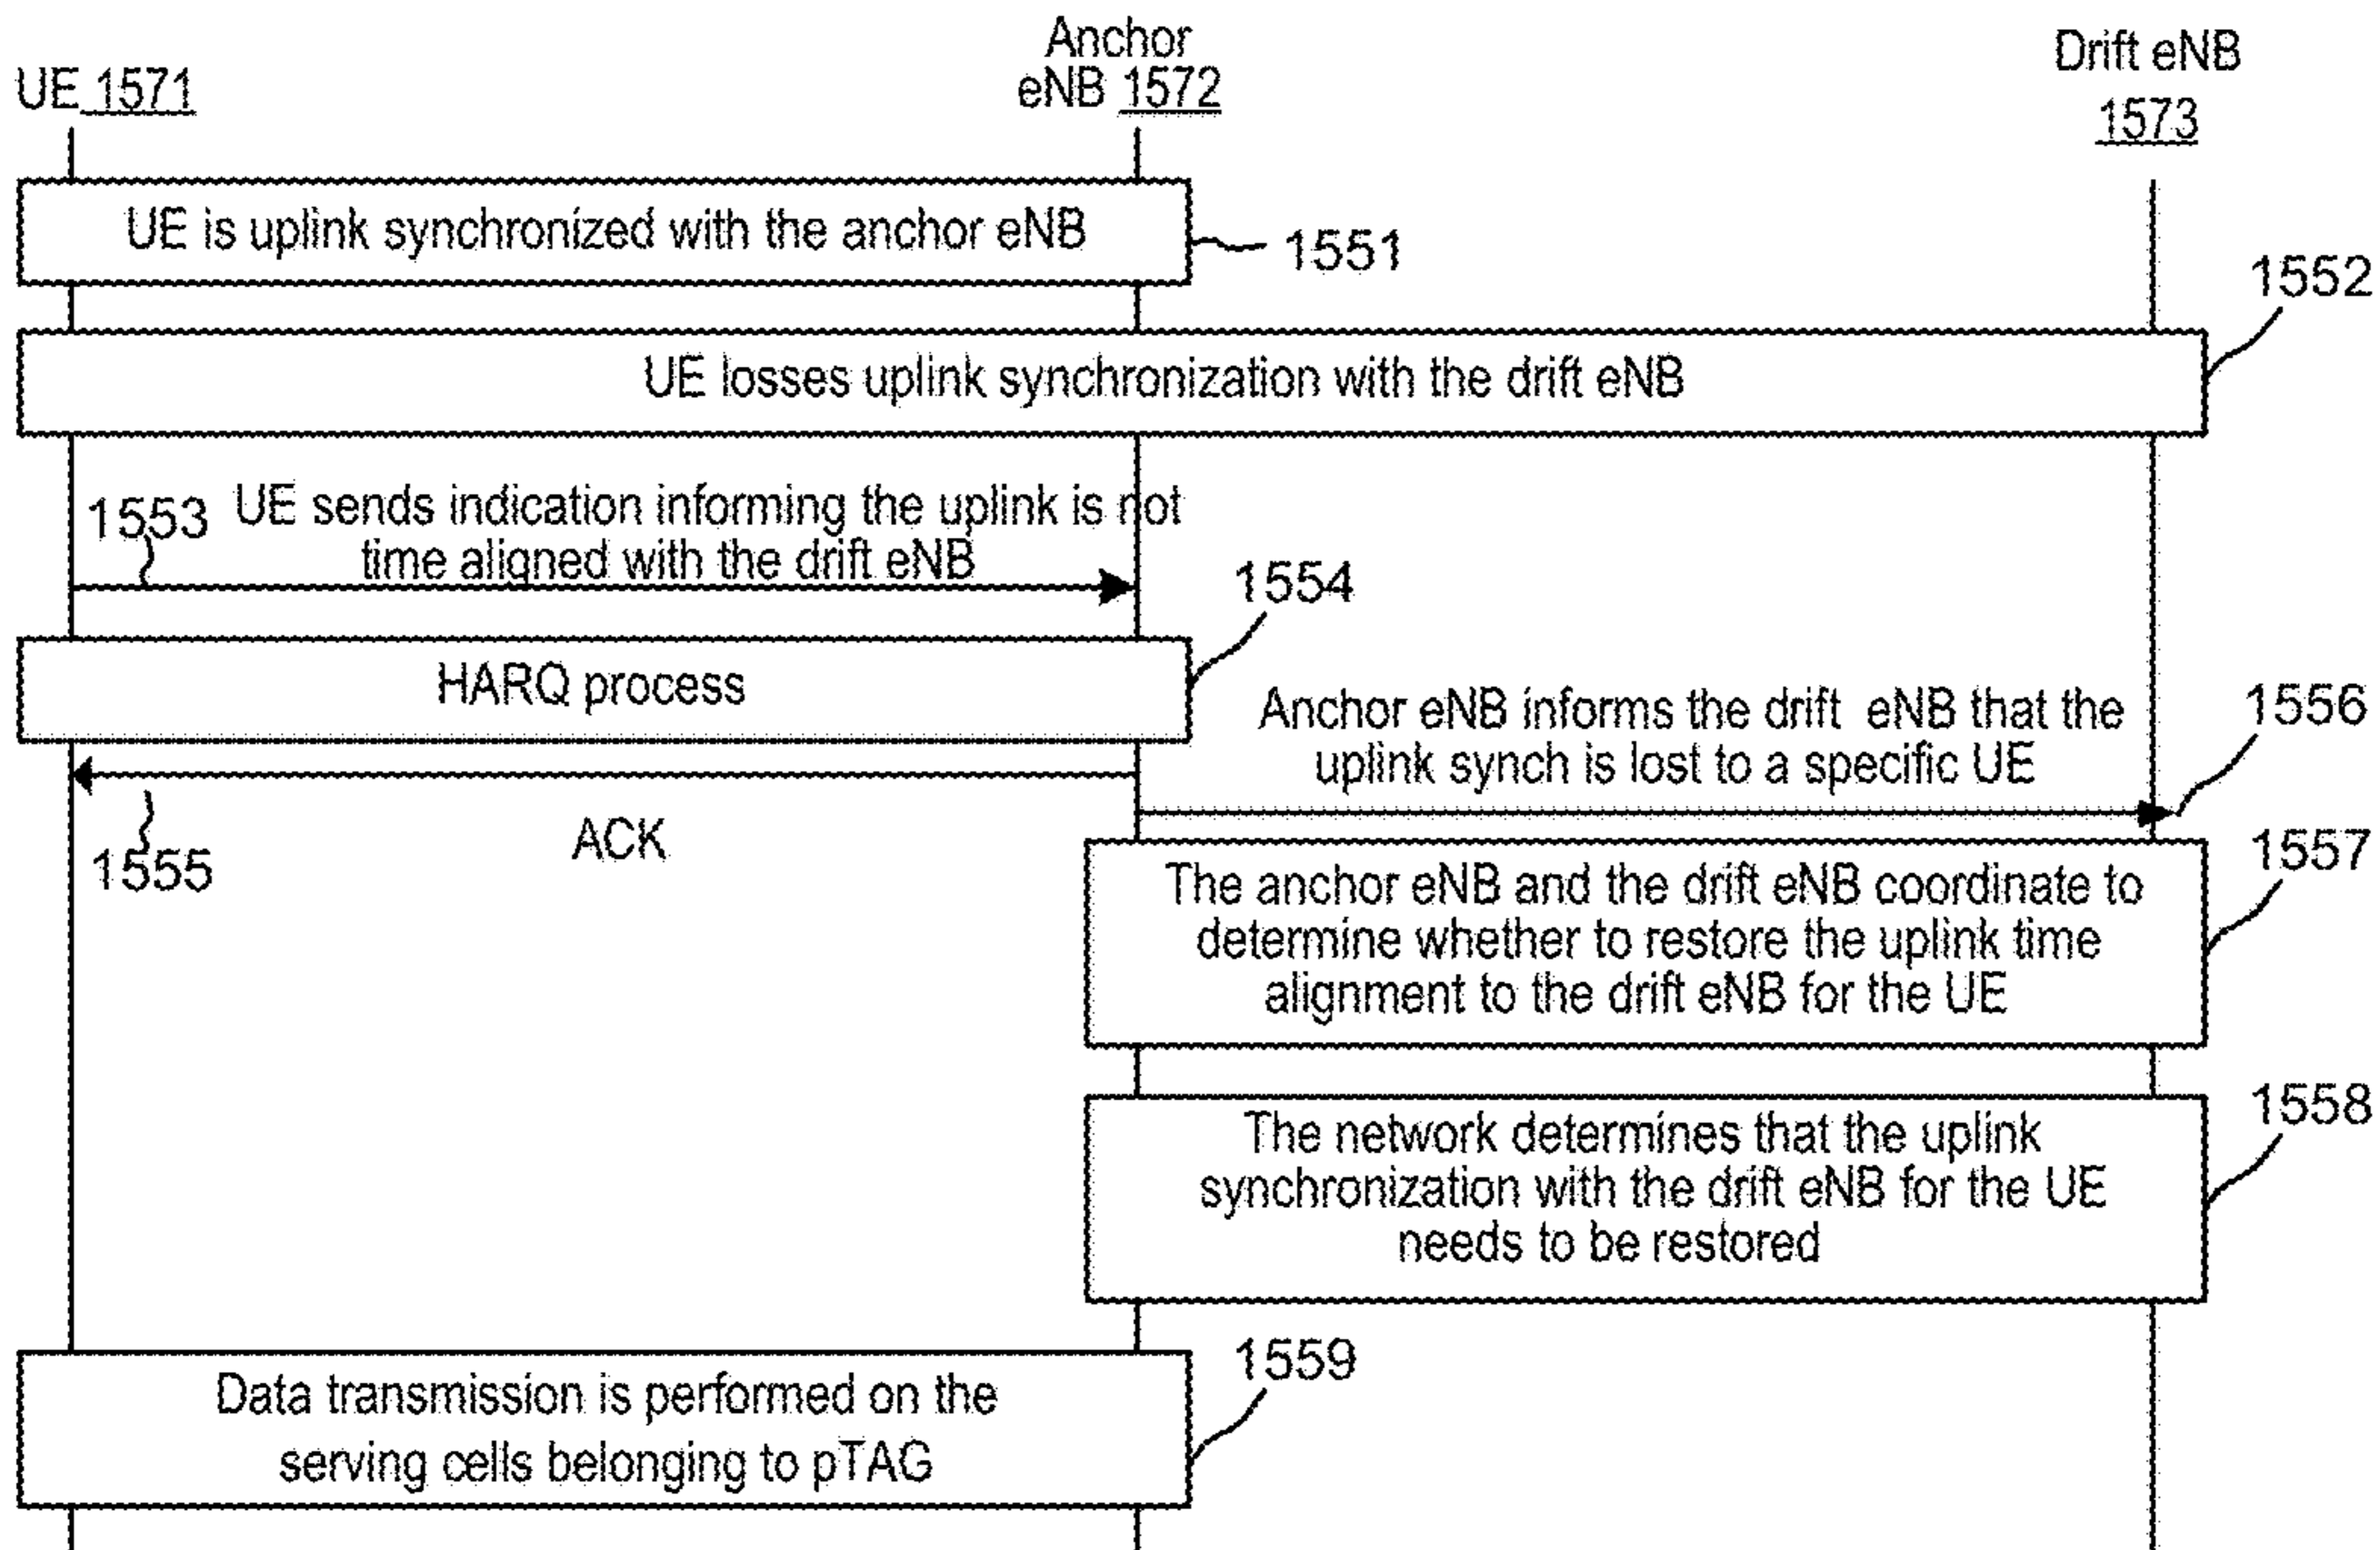 UE 1571
Anchor
eNB 1572
Drift eNB
1573
UE is uplink synchronized with the anchor eNB
1551
1552
UE losses uplink synchronization with the drift eNB
1553
UE sends indication informing the uplink is not
time aligned with the drift eNB
1554
HARQ process
Anchor eNB informs the drift eNB that the
uplink synch is lost to a specific UE
1556
1555
ACK
1557
The anchor eNB and the drift eNB coordinate to
determine whether to restore the uplink time
alignment to the drift eNB for the UE
1558
The network determines that the uplink
synchronization with the drift eNB for the UE
needs to be restored
1559
Data transmission is performed on the
serving cells belonging to pTAG